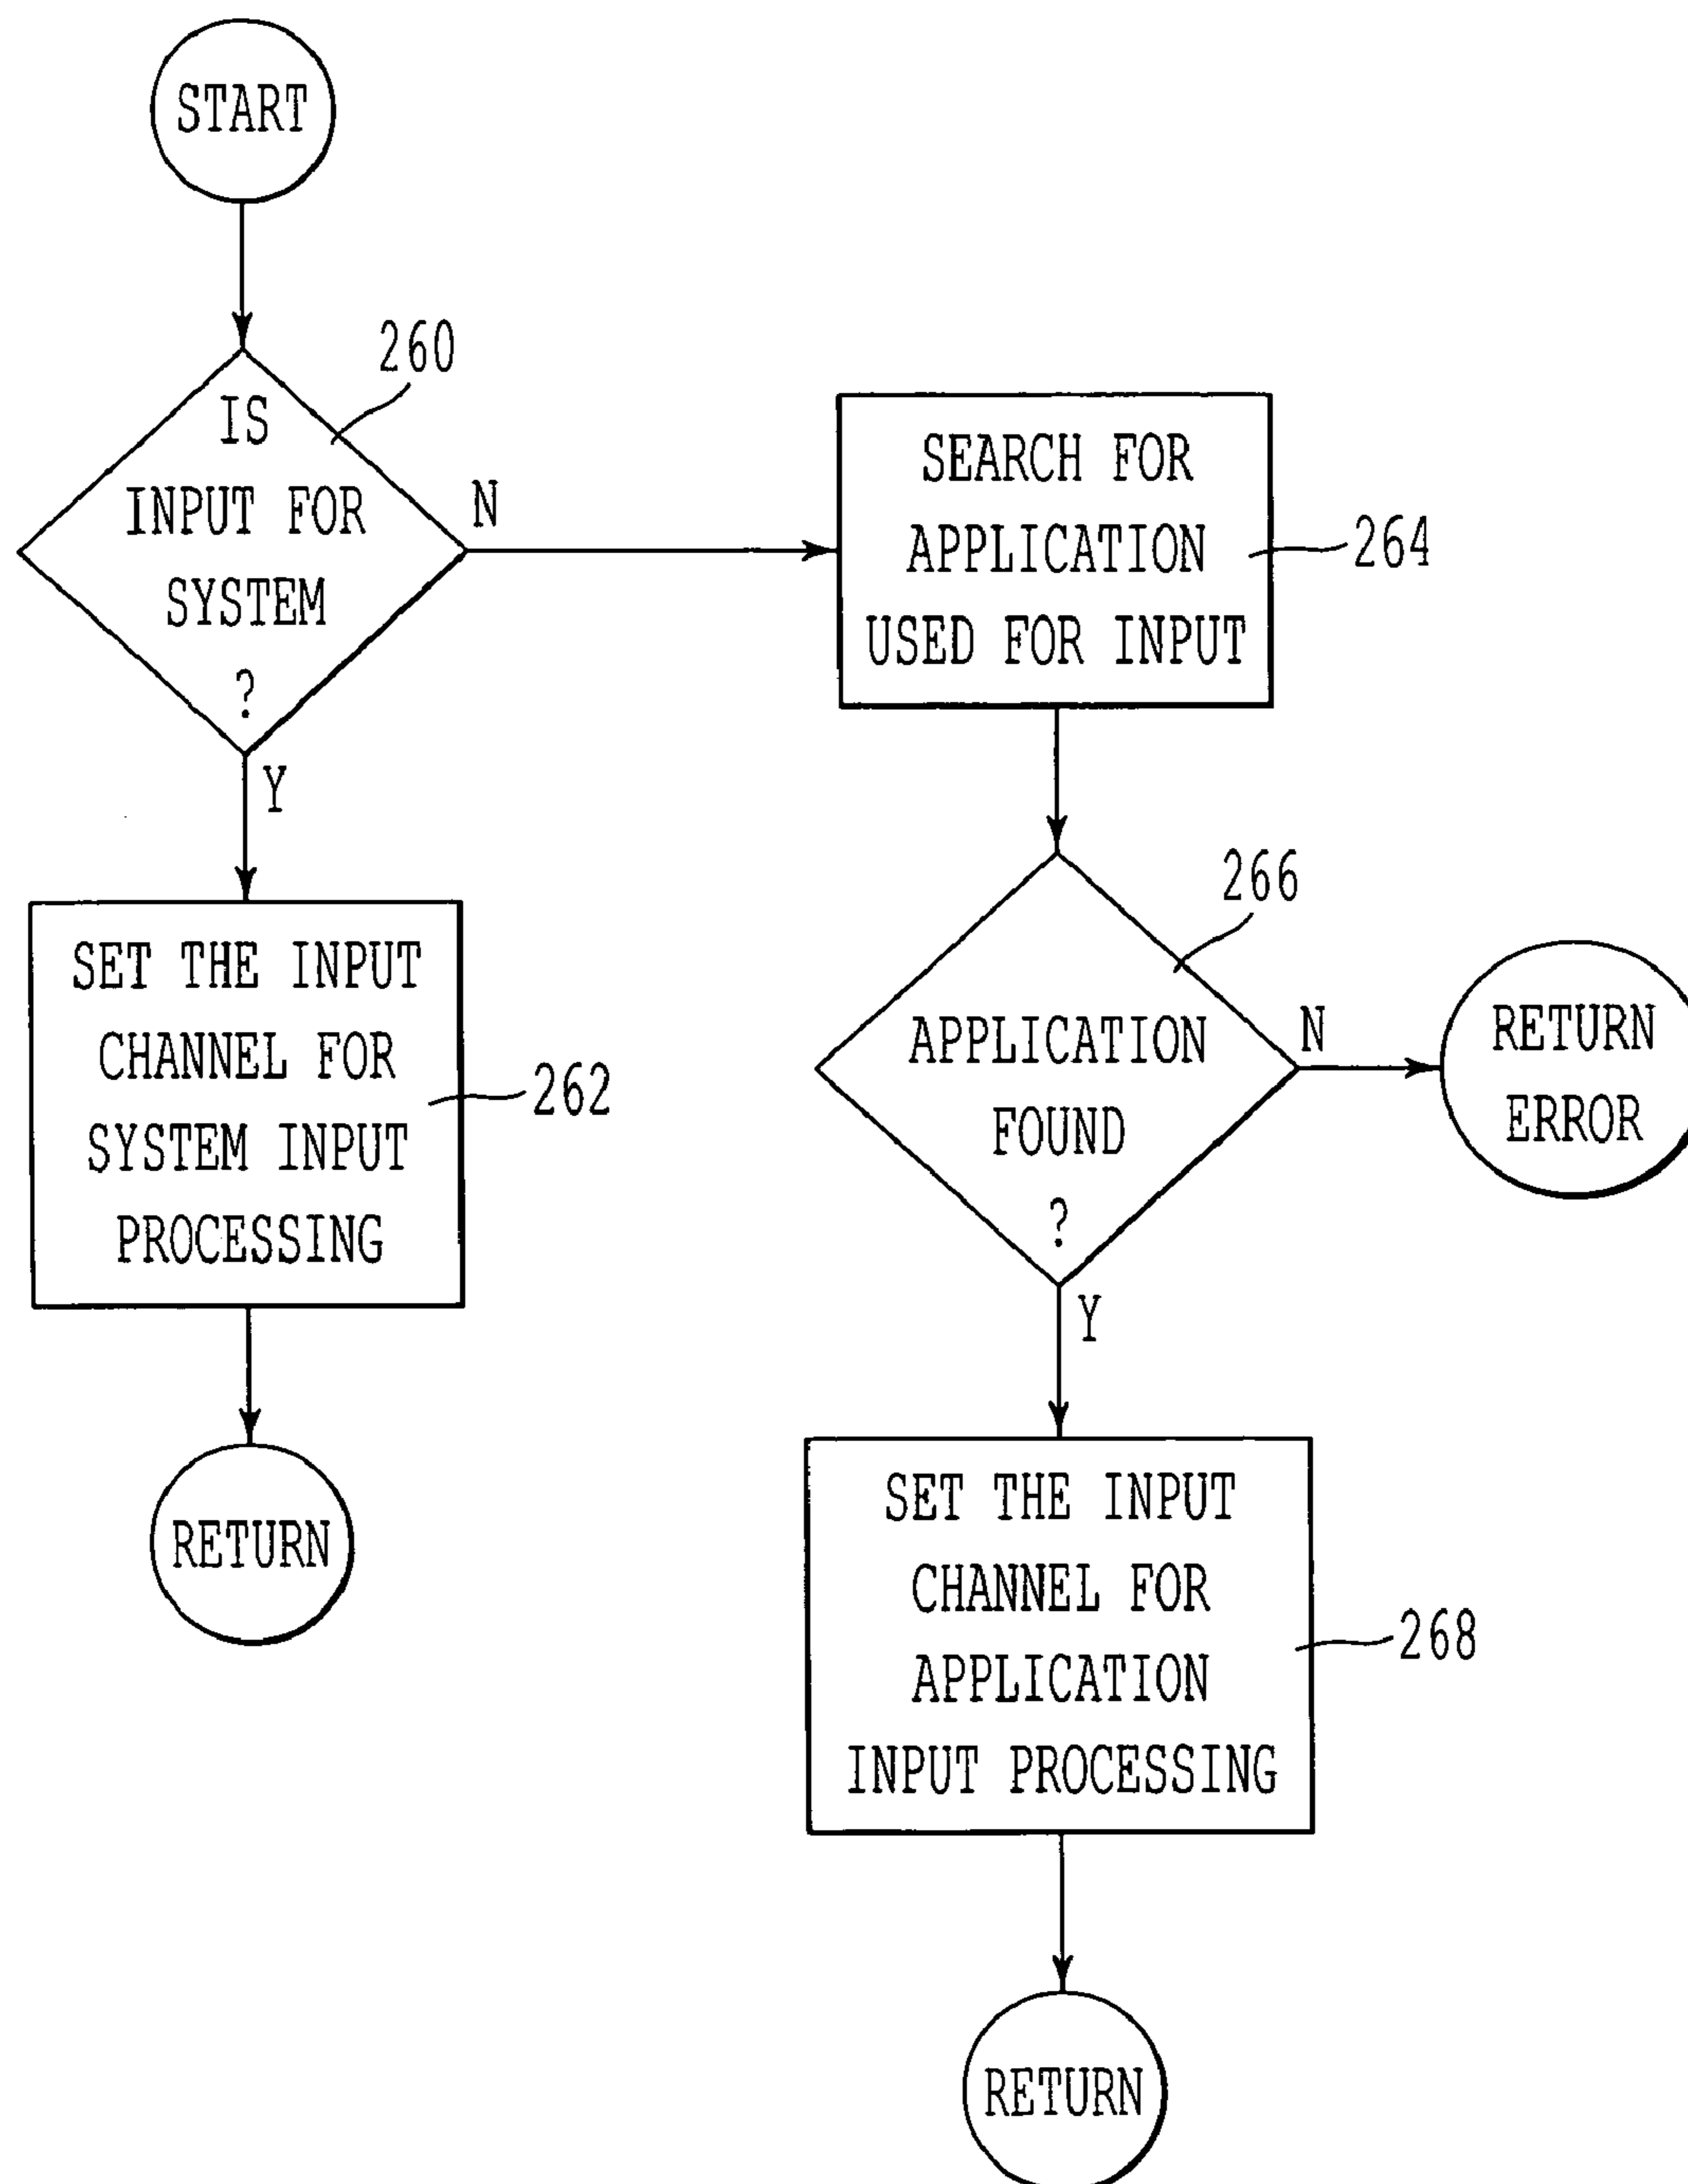 START
260
IS
INPUT FOR
SYSTEM
?
N
Y
SET THE INPUT
CHANNEL FOR
SYSTEM INPUT
PROCESSING
262
RETURN
SEARCH FOR
APPLICATION
USED FOR INPUT
264
266
APPLICATION
FOUND
?
N
RETURN
ERROR
Y
SET THE INPUT
CHANNEL FOR
APPLICATION
INPUT PROCESSING
268
RETURN